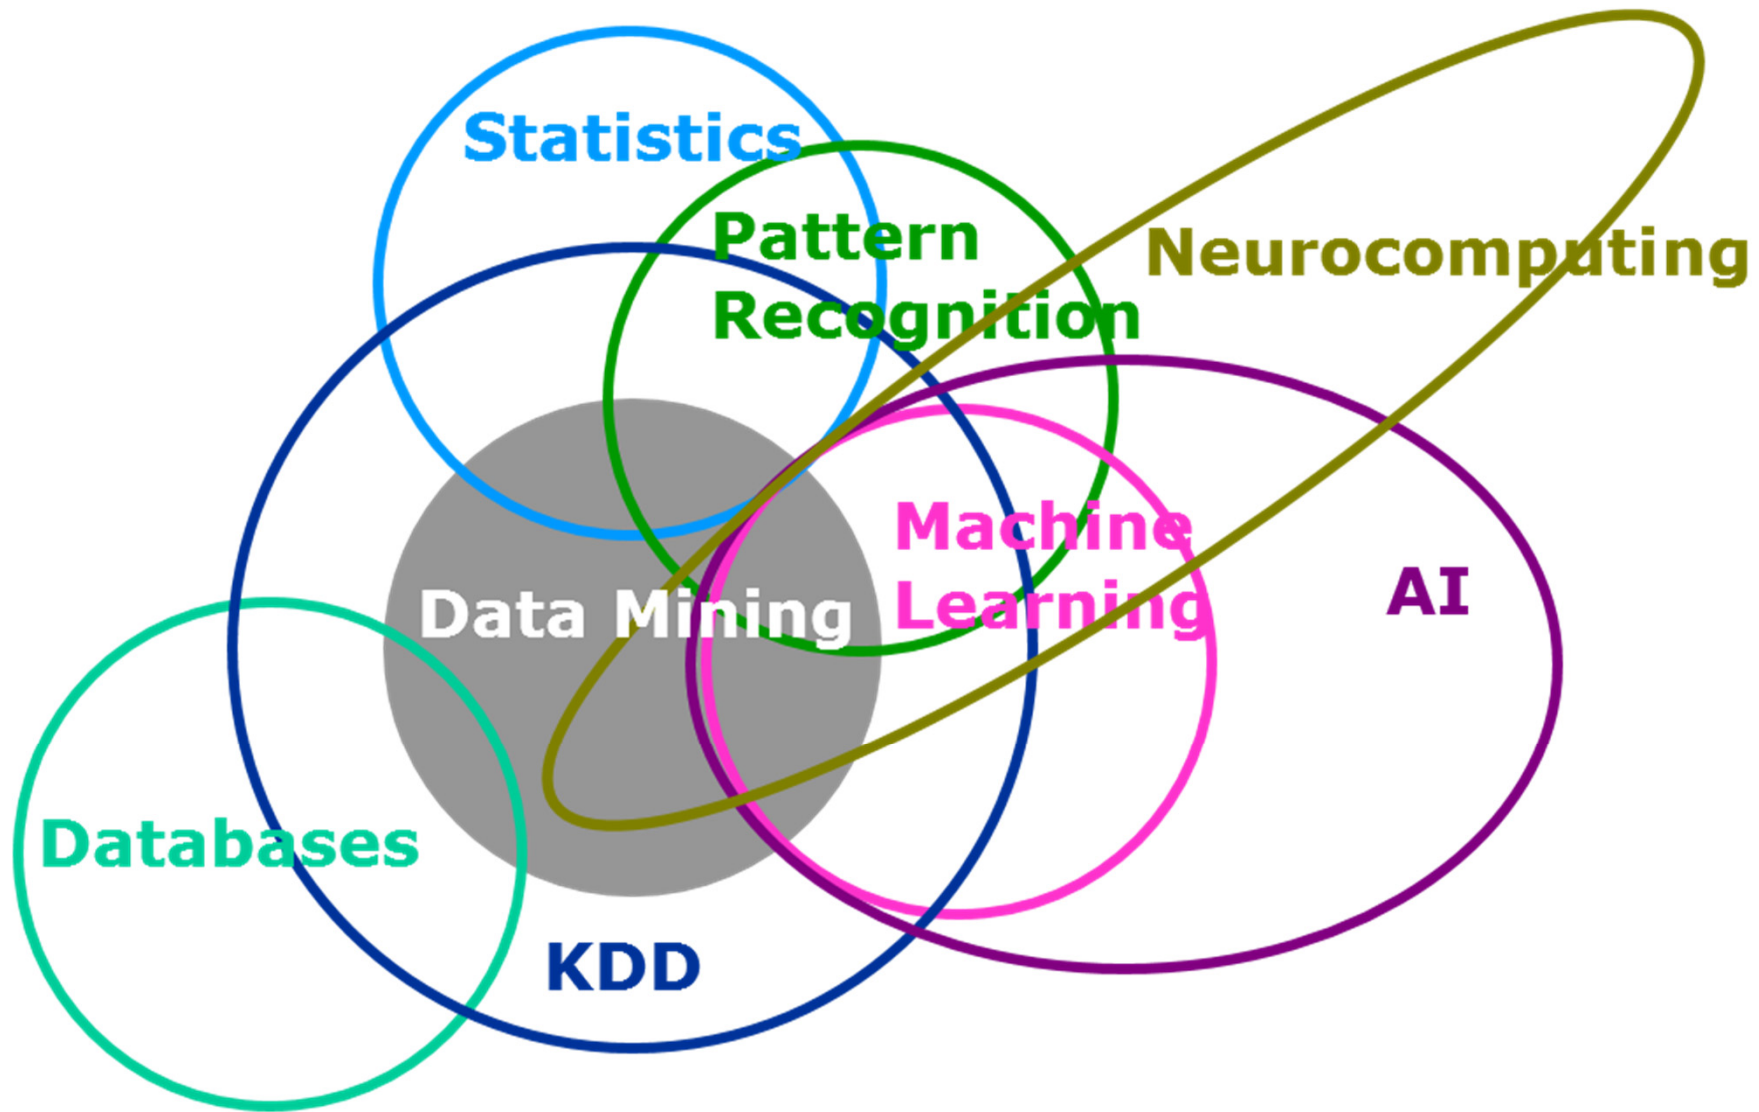 Statistics
Pattern
Recognition
Neurocomputing
Machine
Learning
AI
Data Mining
Databases
KDD